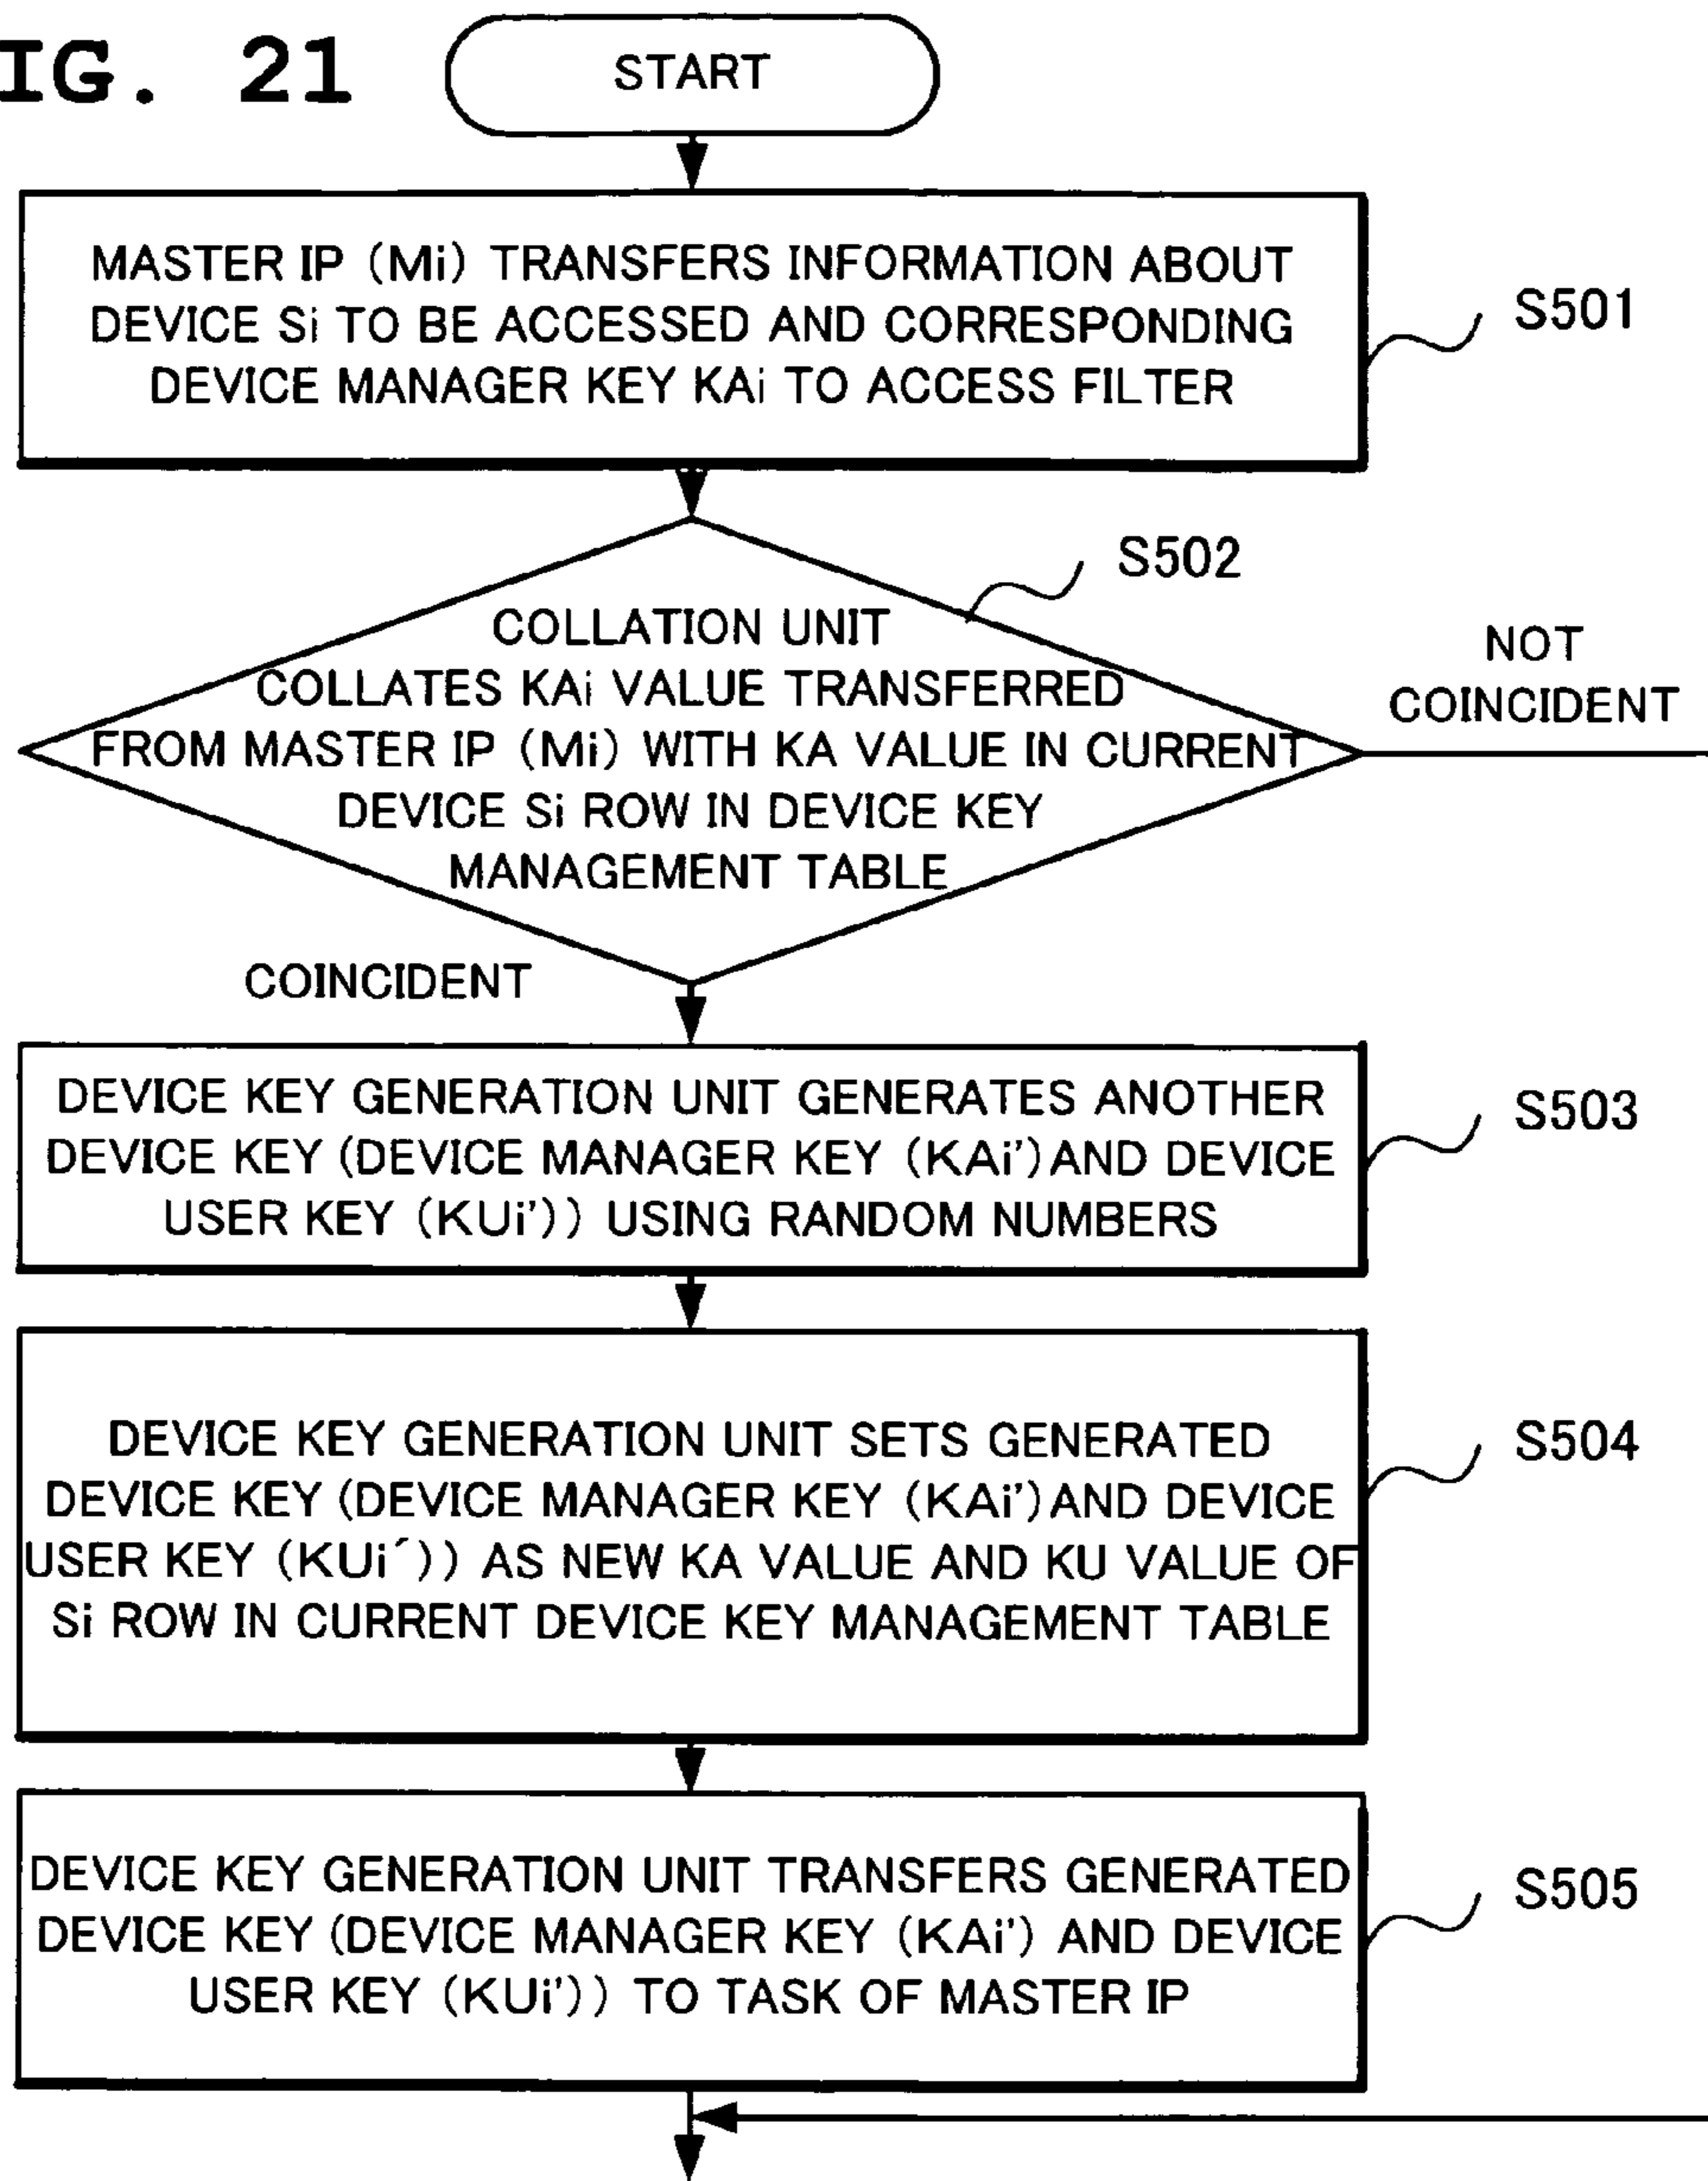 IG. 21
START
MASTER IP (Mi) TRANSFERS INFORMATION ABOUT
DEVICE Si TO BE ACCESSED AND CORRESPONDING
DEVICE MANAGER KEY KAi TO ACCESS FILTER
S501
S502
COLLATION UNIT
COLLATES KAi VALUE TRANSFERRED
FROM MASTER IP (Mi) WITH KA VALUE IN CURRENT
DEVICE Si ROW IN DEVICE KEY
MANAGEMENT TABLE
NOT
COINCIDENT
COINCIDENT
DEVICE KEY GENERATION UNIT GENERATES ANOTHER
DEVICE KEY (DEVICE MANAGER KEY (KAi') AND DEVICE
USER KEY (KUi')) USING RANDOM NUMBERS
S503
DEVICE KEY GENERATION UNIT SETS GENERATED
DEVICE KEY (DEVICE MANAGER KEY (KAi') AND DEVICE
USER KEY (KUi´)) AS NEW KA VALUE AND KU VALUE OF
Si ROW IN CURRENT DEVICE KEY MANAGEMENT TABLE
S504
DEVICE KEY GENERATION UNIT TRANSFERS GENERATED
DEVICE KEY (DEVICE MANAGER KEY (KAi') AND DEVICE
USER KEY (KUi')) TO TASK OF MASTER IP
S505